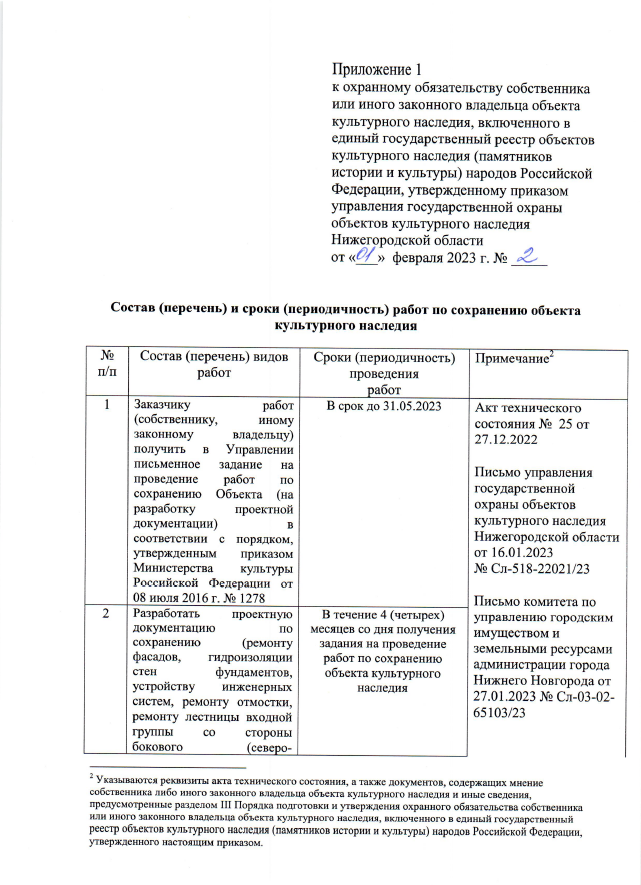 Приложение 1
к охранному обязательству собственника
или иного законного владельца объекта
культурного наследия, включенного в
единый государственный реестр объектов
культурного наследия (памятников
истории и культуры) народов Российской
Федерации, утвержденному приказом
управления государственной охраны
объектов культурного наследия
Нижегородской области
от «01» февраля 2023 г. № 2
Состав (перечень) и сроки (периодичность) работ по сохранению объекта
культурного наследия
№
п/п
Состав (перечень) видов
работ
Сроки (периодичность)
проведения
работ
Примечание2
1
Заказчику работ
(собственнику, иному
законному владельцу)
получить в Управлении
письменное задание на
проведение работ по
сохранению Объекта (на
разработку проектной
документации) в
соответствии с порядком,
утвержденным приказом
Министерства культуры
Российской Федерации от
08 июля 2016 г. № 1278
В срок до 31.05.2023
Акт технического
состояния № 25 от
27.12.2022
Письмо управления
государственной
охраны объектов
культурного наследия
Нижегородской области
от 16.01.2023
№ Сл-518-22021/23
Письмо комитета по
управлению городским
имуществом и
земельными ресурсами
администрации города
Нижнего Новгорода от
27.01.2023 № Сл-03-02-
65103/23
2
Разработать проектную
документацию по
сохранению (ремонту
фасадов, гидроизоляции
стен фундаментов,
устройству инженерных
систем, ремонту отмостки,
ремонту лестницы входной
группы со стороны
бокового (северо-
В течение 4 (четырех)
месяцев со дня получения
задания на проведение
работ по сохранению
объекта культурного
наследия
2 Указываются реквизиты акта технического состояния, а также документов, содержащих мнение
собственника либо иного законного владельца объекта культурного наследия и иные сведения,
предусмотренные разделом III Порядка подготовки и утверждения охранного обязательства собственника
или иного законного владельца объекта культурного наследия, включенного в единый государственный
реестр объектов культурного наследия (памятников истории и культуры) народов Российской Федерации,
утвержденного настоящим приказом.